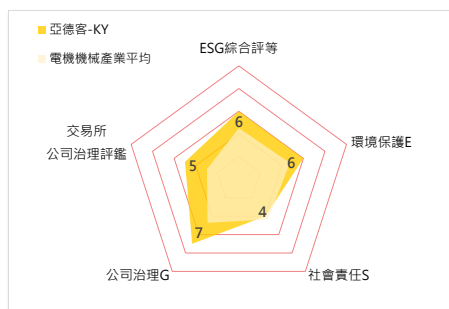 亞德客-KY
電機機械產業平均
ESG綜合評等
6
環境保護E
6
交易所
公司治理評鑑
5
4
7
公司治理G
社會責任S